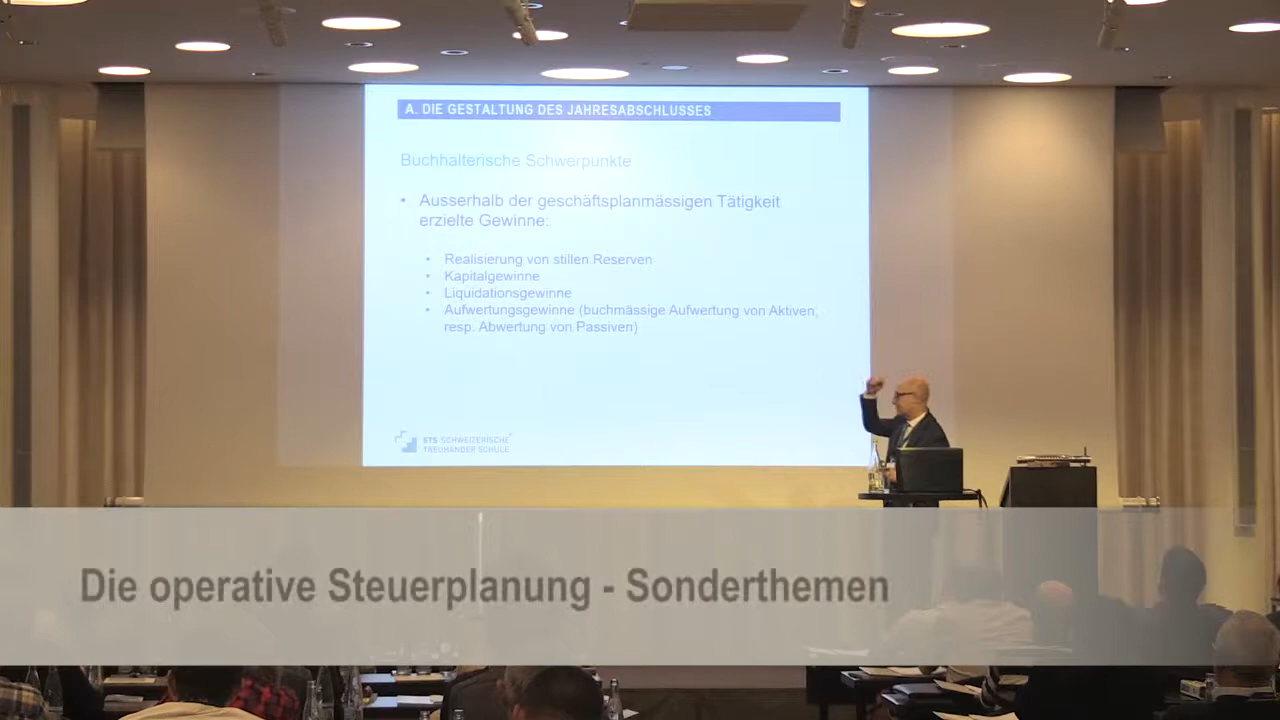 A. DIE GESTALTUNG DES JAHRESABSCHLUSSES
Buchhalterische Schwerpunkte
• Ausserhalb der geschäftsplanmässigen Tätigkeit
erzielte Gewinne:
• Realisierung von stillen Reserven
• Kapitalgewinne
• Liquidationsgewinne
• Aufwertungsgewinne (buchmässige Aufwertung von Aktiven,
resp. Abwertung von Passiven)
STS SCHWEIZERISCHE
TREUHÄNDER SCHULE
Die operative Steuerplanung - Sonderthemen